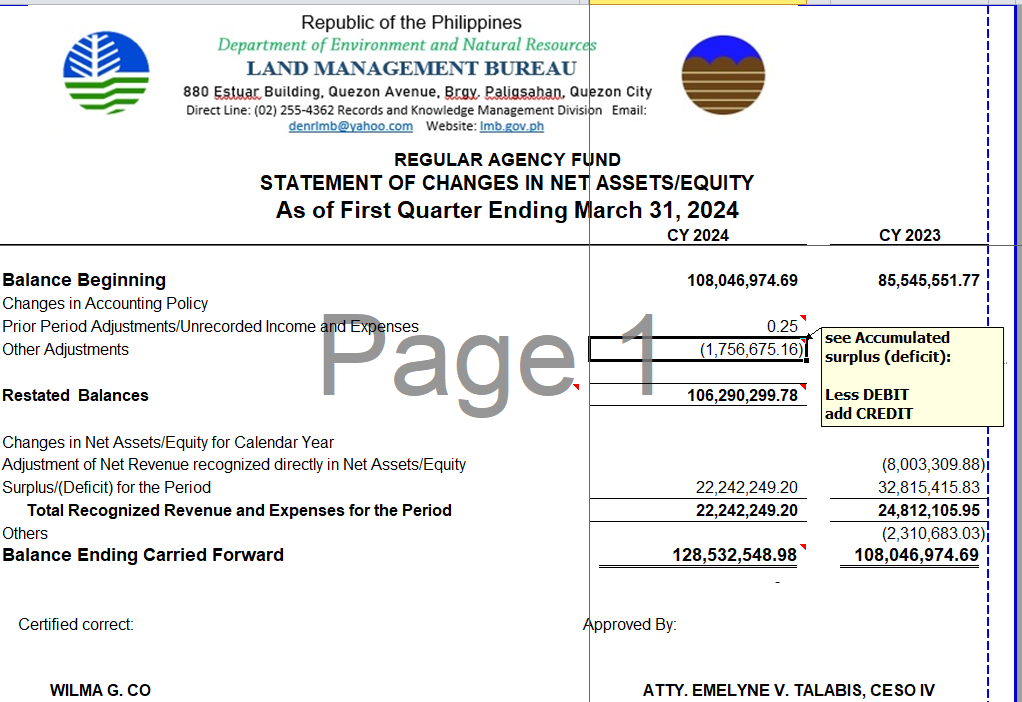 Republic of the Philippines
Department of Environment and Natural Resources
LAND MANAGEMENT BUREAU
880 Estuar Building, Quezon Avenue, Brgy. Paligsahan, Quezon City
Direct Line: (02) 255-4362 Records and Knowledge Management Division Email:
denrlmb@yahoo.com Website: lmb.gov.ph
REGULAR AGENCY FUND
STATEMENT OF CHANGES IN NET ASSETS/EQUITY
As of First Quarter Ending March 31, 2024
CY 2024 CY 2023
Balance Beginning 108,046,974.69 85,545,551.77
Changes in Accounting Policy
Prior Period Adjustments/Unrecorded Income and Expenses 0.25
Other Adjustments (1,756,675.16)
see Accumulated
surplus (deficit):
Less DEBIT
add CREDIT
Page 1
Restated Balances 106,290,299.78
Changes in Net Assets/Equity for Calendar Year
Adjustment of Net Revenue recognized directly in Net Assets/Equity (8,003,309.88)
Surplus/(Deficit) for the Period 22,242,249.20 32,815,415.83
Total Recognized Revenue and Expenses for the Period 22,242,249.20 24,812,105.95
Others (2,310,683.03)
Balance Ending Carried Forward 128,532,548.98 108,046,974.69
-
Certified correct: Approved By:
WILMA G. CO ATTY. EMELYNE V. TALABIS, CESO IV